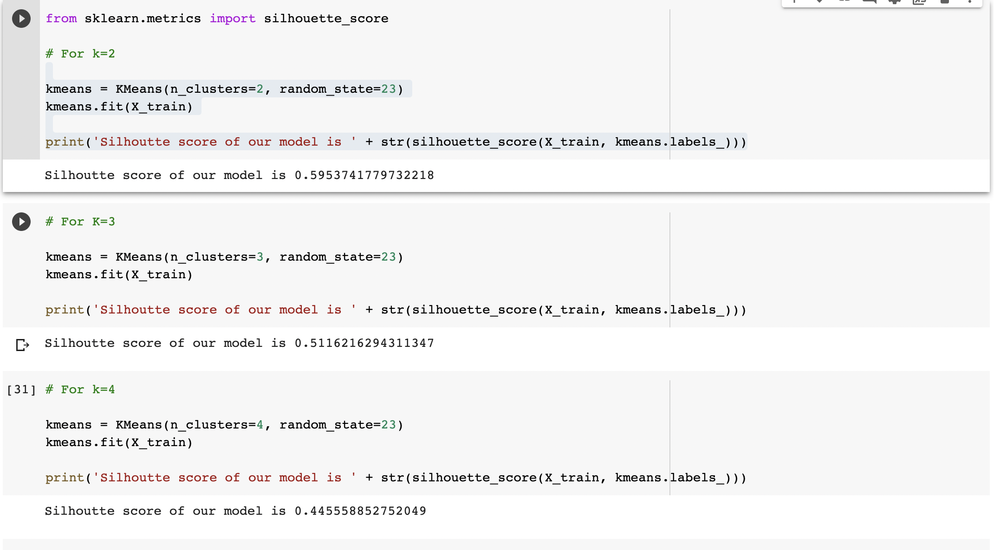 from sklearn.metrics import silhouette_score
# For k=2
kmeans = KMeans(n_clusters=2, random_state=23)
kmeans.fit(X_train)
print('Silhoutte score of our model is ' + str(silhouette_score(X_train, kmeans.labels_)))
Silhoutte score of our model is 0.5953741779732218
# For K=3
kmeans = KMeans(n_clusters=3, random_state=23)
kmeans.fit(X_train)
print('Silhoutte score of our model is ' + str(silhouette_score(X_train, kmeans.labels_)))
Silhoutte score of our model is 0.5116216294311347
[31] # For k=4
kmeans = KMeans(n_clusters=4, random_state=23)
kmeans.fit(X_train)
print('Silhoutte score of our model is ' + str(silhouette_score(X_train, kmeans.labels_)))
Silhoutte score of our model is 0.445558852752049